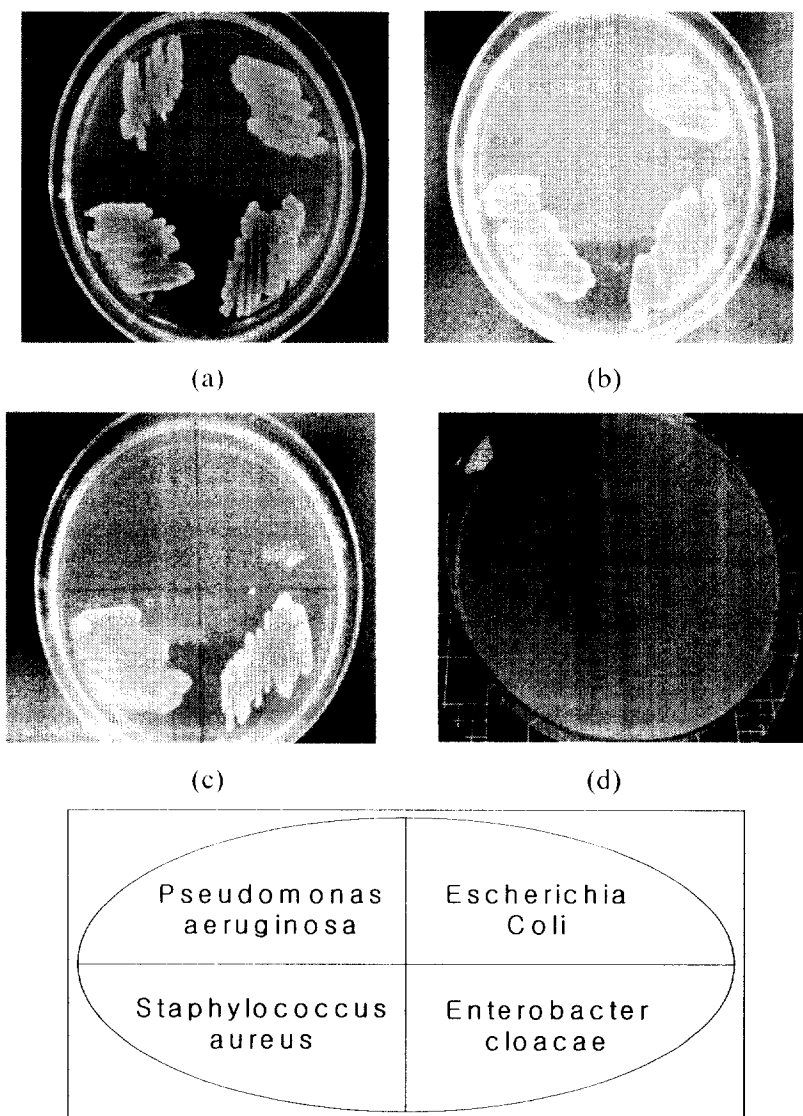 (a)
(b)
(c)
(d)
Pseudomonas
aeruginosa
Escherichia
Coli
Staphylococcus
aureus
Enterobacter
cloacae